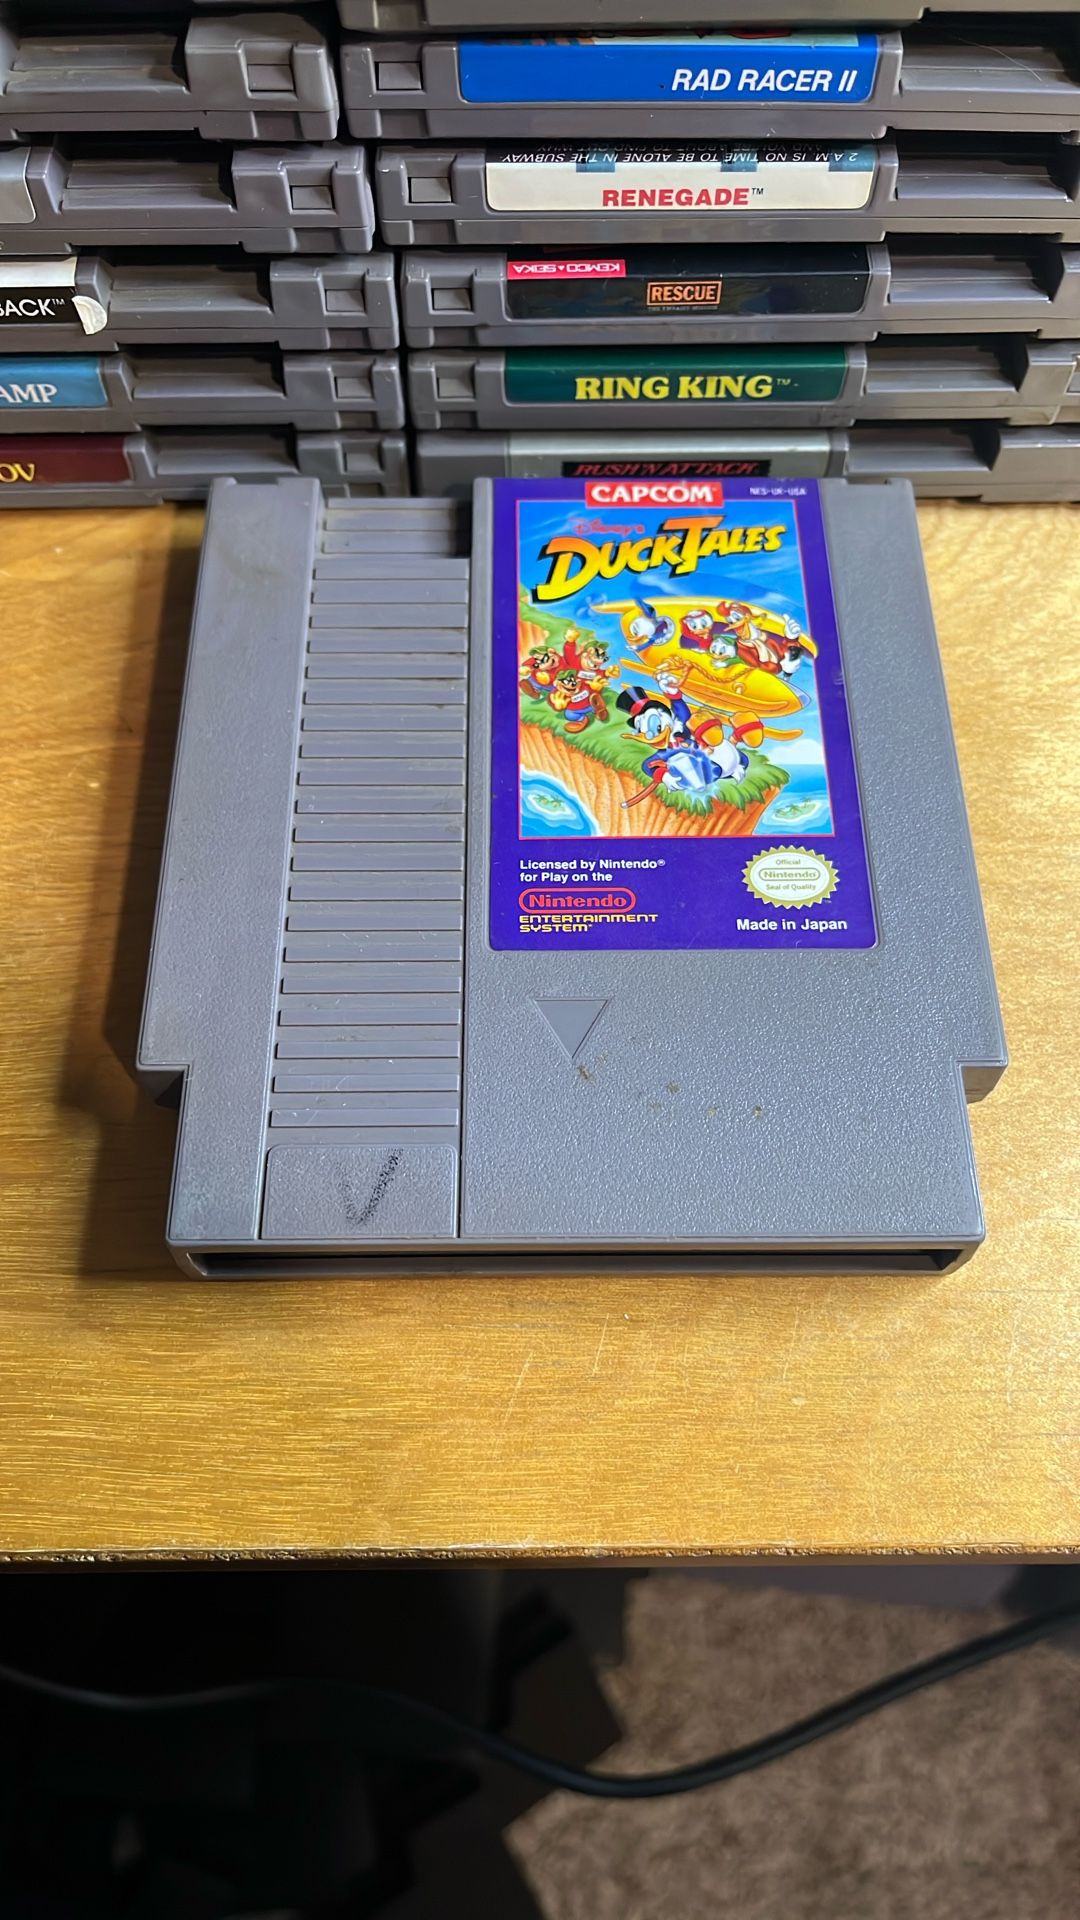 RAD RACER II
2 A.M. IS NO TIME TO BE ALONE IN THE SUBWAY
RENEGADE™
KEMCO▲SEIKA
RESCUE
BACK™
AMP
RING KING™
OV
RUSH'N ATTACK
CAPCOM®
NES-UK-USA
Disney's
DUCKTALES
Licensed by Nintendo®
for Play on the
Nintendo
ENTERTAINMENT
SYSTEM®
Official
Nintendo
Seal of Quality
Made in Japan